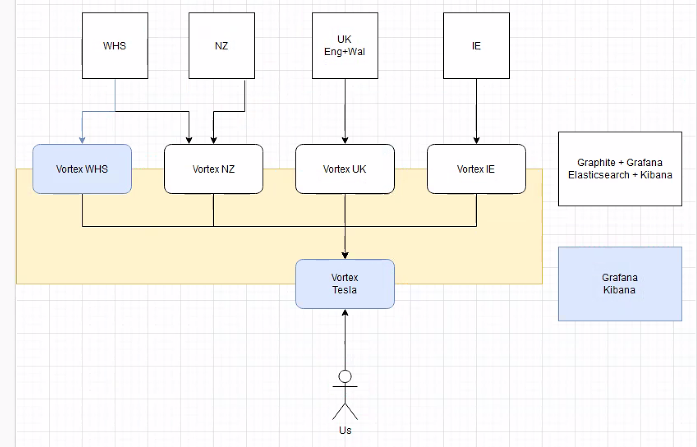 WHS
NZ
UK
Eng+Wal
IE
Vortex WHS
Vortex NZ
Vortex UK
Vortex IE
Graphite + Grafana
Elasticsearch + Kibana
Vortex
Tesla
Grafana
Kibana
Us